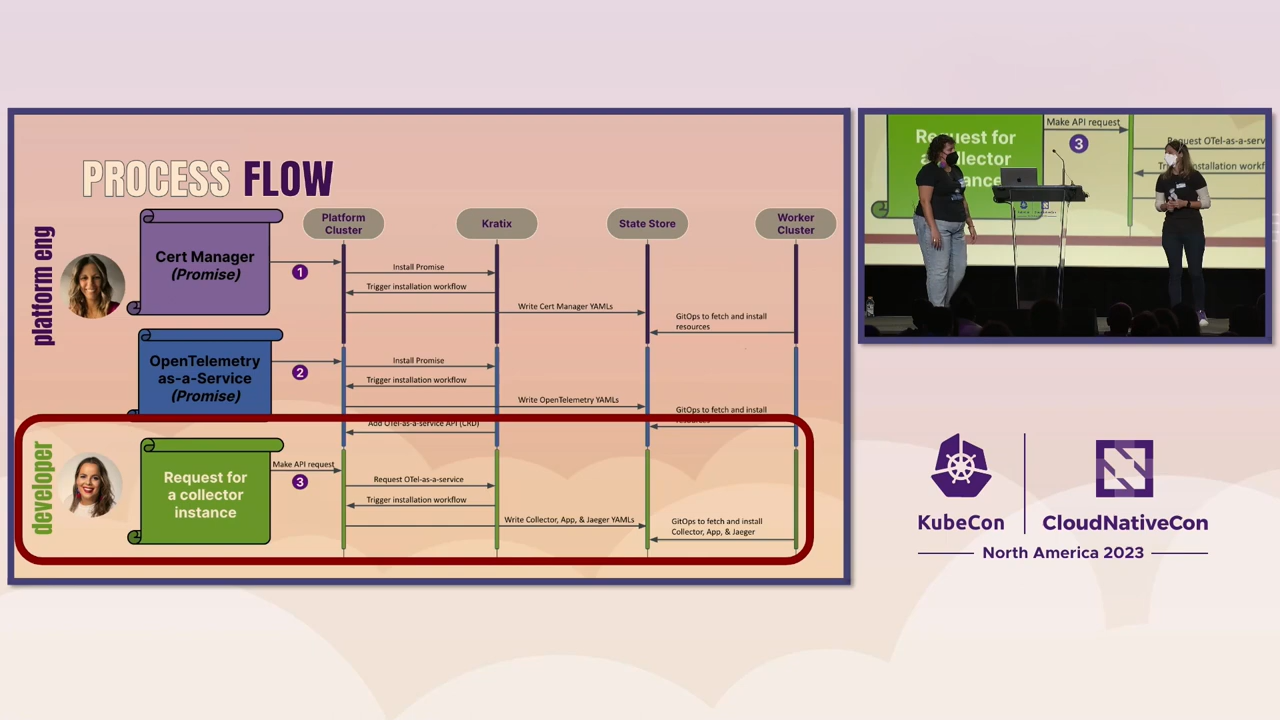 PROCESS FLOW
platform eng
Platform
Cluster
Kratix
State Store
Worker
Cluster
Cert Manager
(Promise)
1
Install Promise
Trigger installation workflow
Write Cert Manager YAMLs
GitOps to fetch and install
resources
OpenTelemetry
as-a-Service
(Promise)
2
Install Promise
Trigger installation workflow
Write OpenTelemetry YAMLs
GitOps to fetch and install
resources
Add OTel-as-a-service API (CRD)
developer
Request for
a collector
instance
Make API request
3
Request OTel-as-a-service
Trigger installation workflow
Write Collector, App, & Jaeger YAMLs
GitOps to fetch and install
Collector, App, & Jaeger
Request for
a collector
Make API request
3
Request OTel-as-a-serv
KubeCon
CloudNativeCon
North America 2023